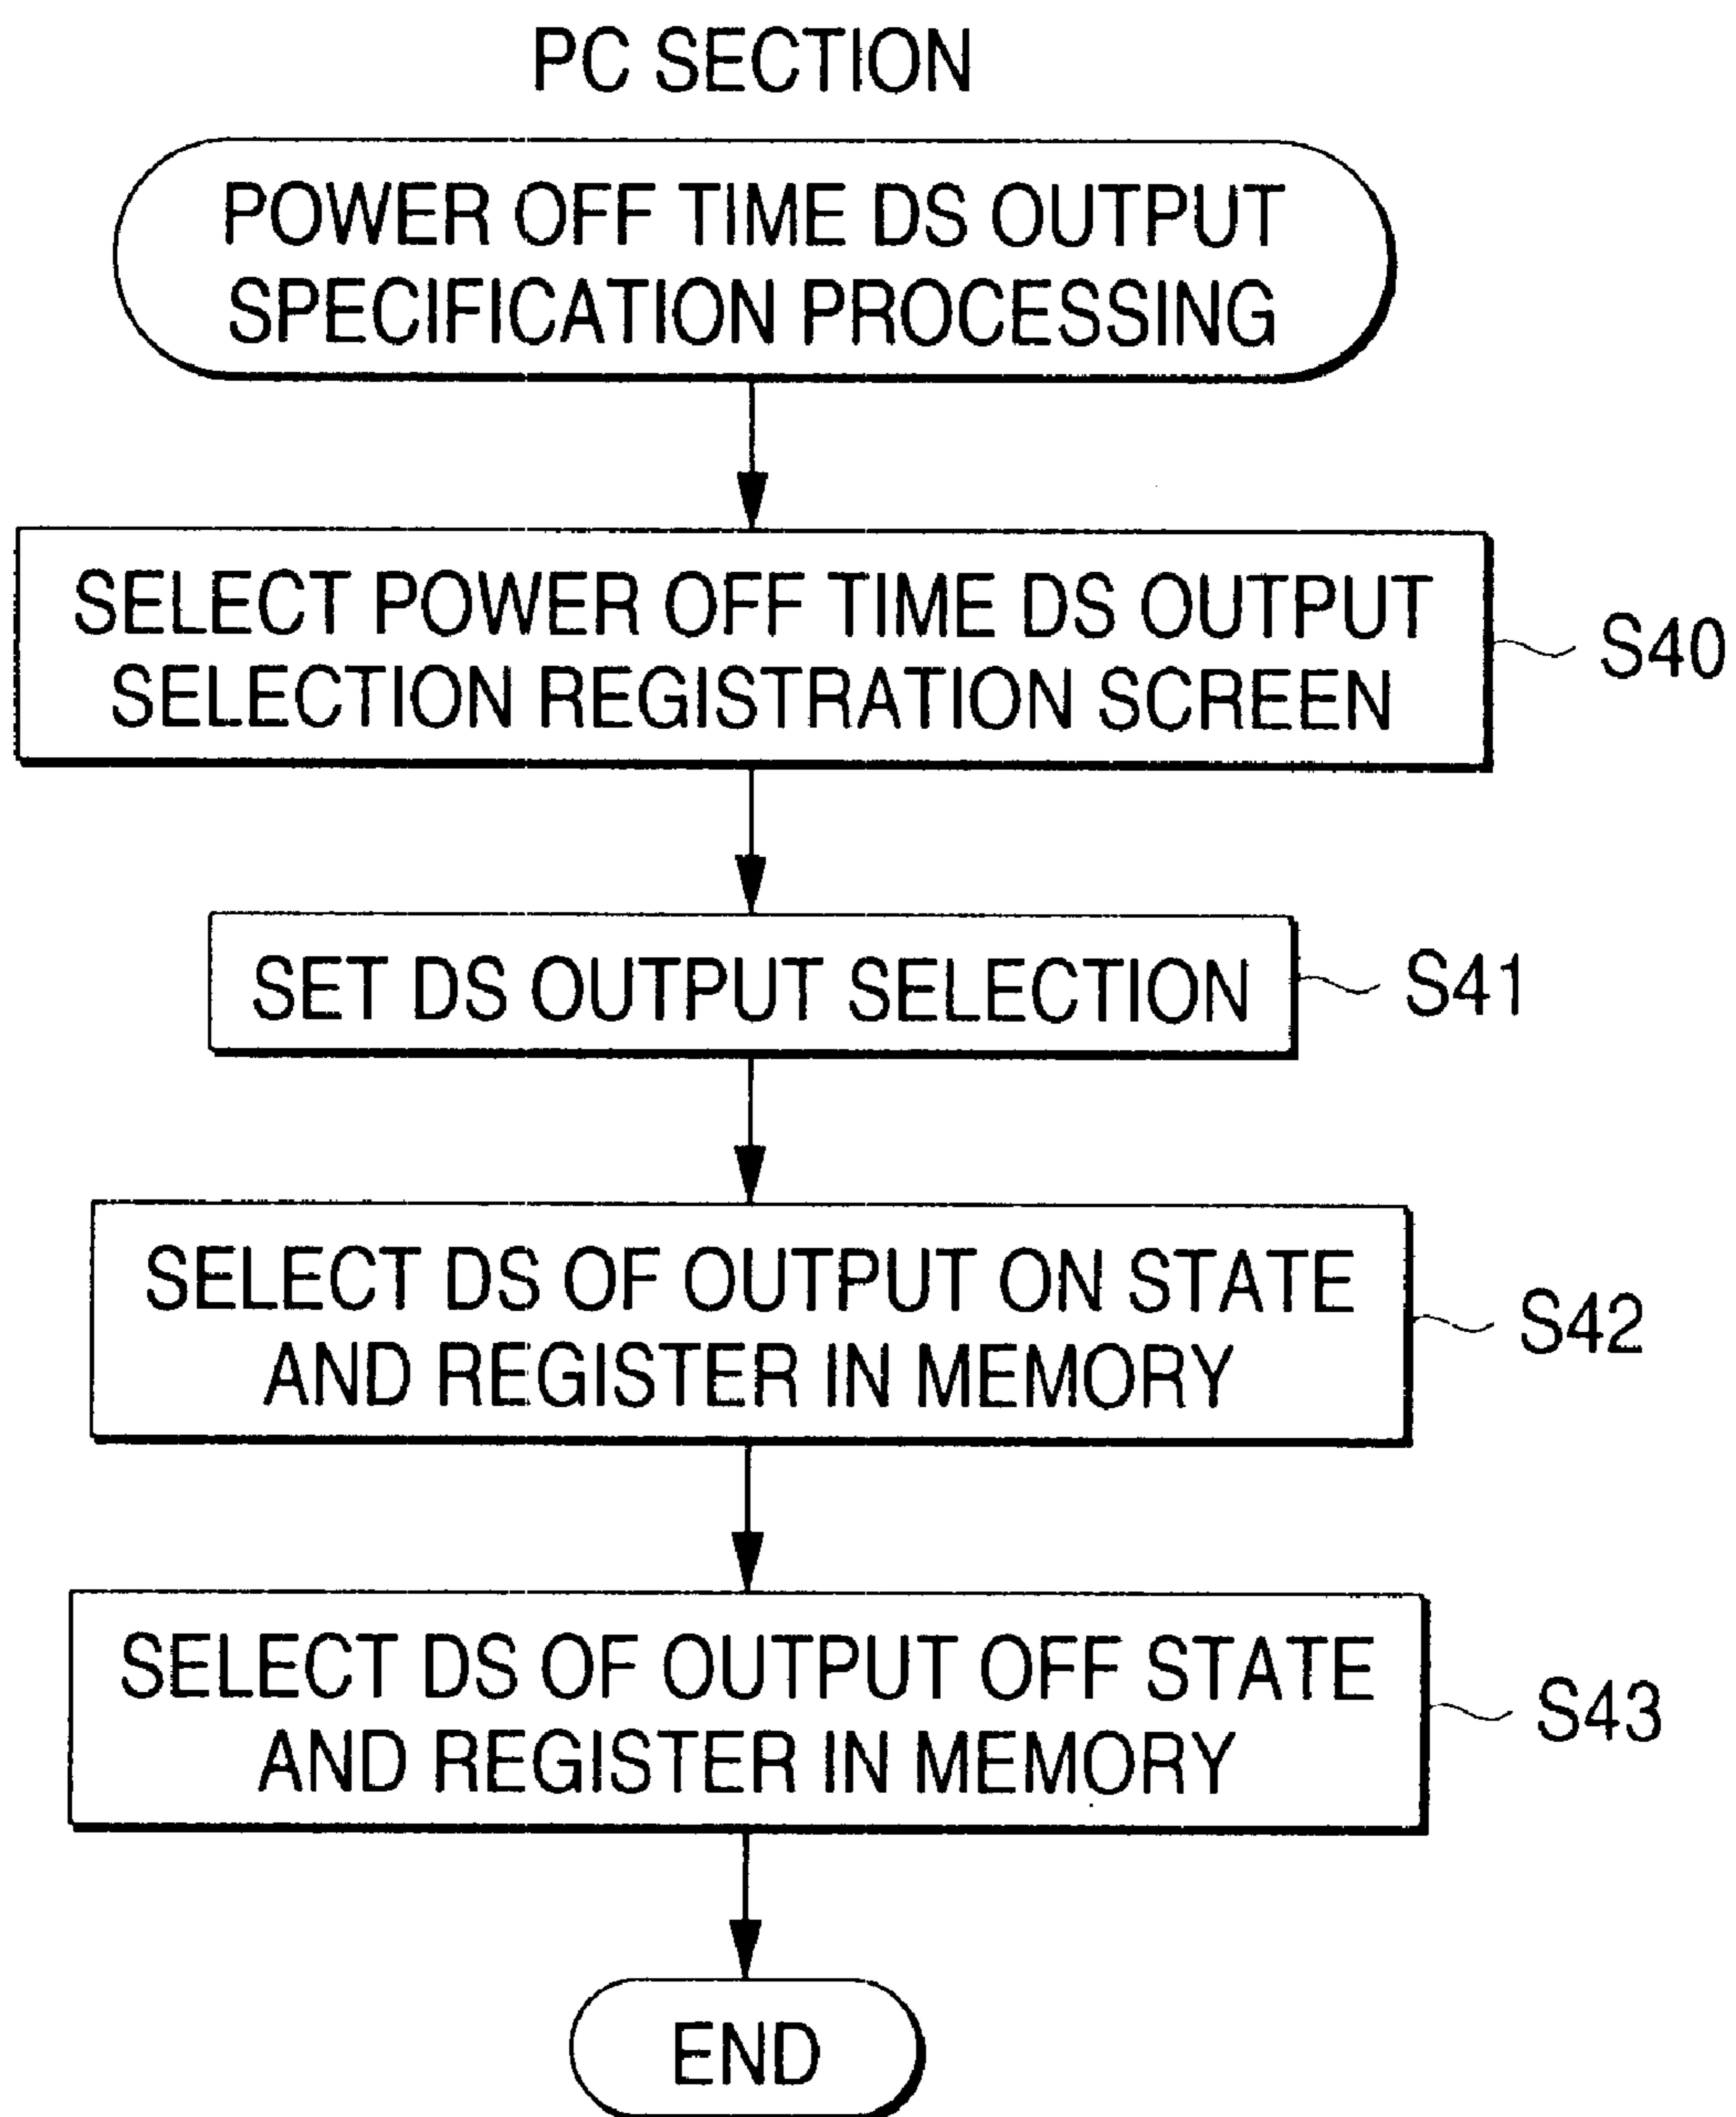 PC SECTION
POWER OFF TIME DS OUTPUT
SPECIFICATION PROCESSING
SELECT POWER OFF TIME DS OUTPUT
SELECTION REGISTRATION SCREEN
S40
SET DS OUTPUT SELECTION
S41
SELECT DS OF OUTPUT ON STATE
AND REGISTER IN MEMORY
S42
SELECT DS OF OUTPUT OFF STATE
AND REGISTER IN MEMORY
S43
END